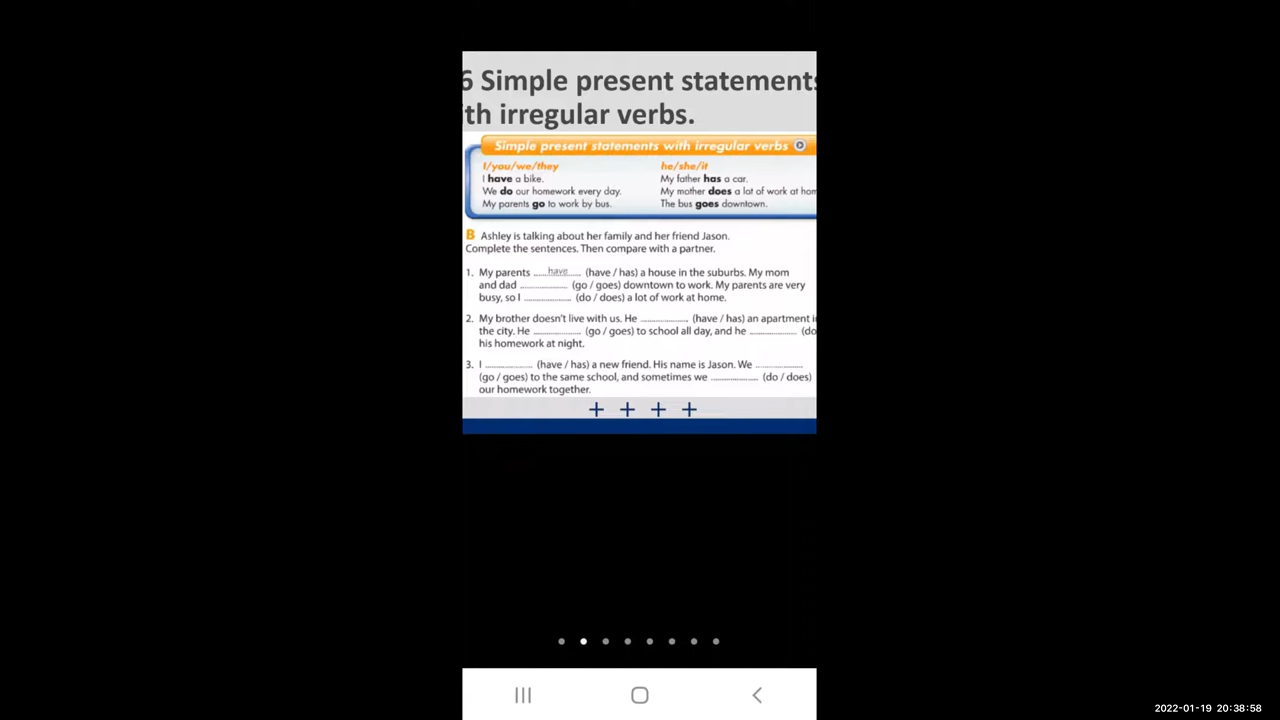 6 Simple present statements
ith irregular verbs.
Simple present statements with irregular verbs
I/you/we/they he/she/it
I have a bike. My father has a car.
We do our homework every day. My mother does a lot of work at hom
My parents go to work by bus. The bus goes downtown.
B Ashley is talking about her family and her friend Jason.
Complete the sentences. Then compare with a partner.
1. My parents ....have.... (have / has) a house in the suburbs. My mom
and dad .............. (go / goes) downtown to work. My parents are very
busy, so I .............. (do / does) a lot of work at home.
2. My brother doesn't live with us. He .............. (have / has) an apartment i
the city. He .............. (go / goes) to school all day, and he .............. (do
his homework at night.
3. I .............. (have / has) a new friend. His name is Jason. We ..............
(go / goes) to the same school, and sometimes we .............. (do / does)
our homework together.
+ + + +
2022-01-19 20:38:58